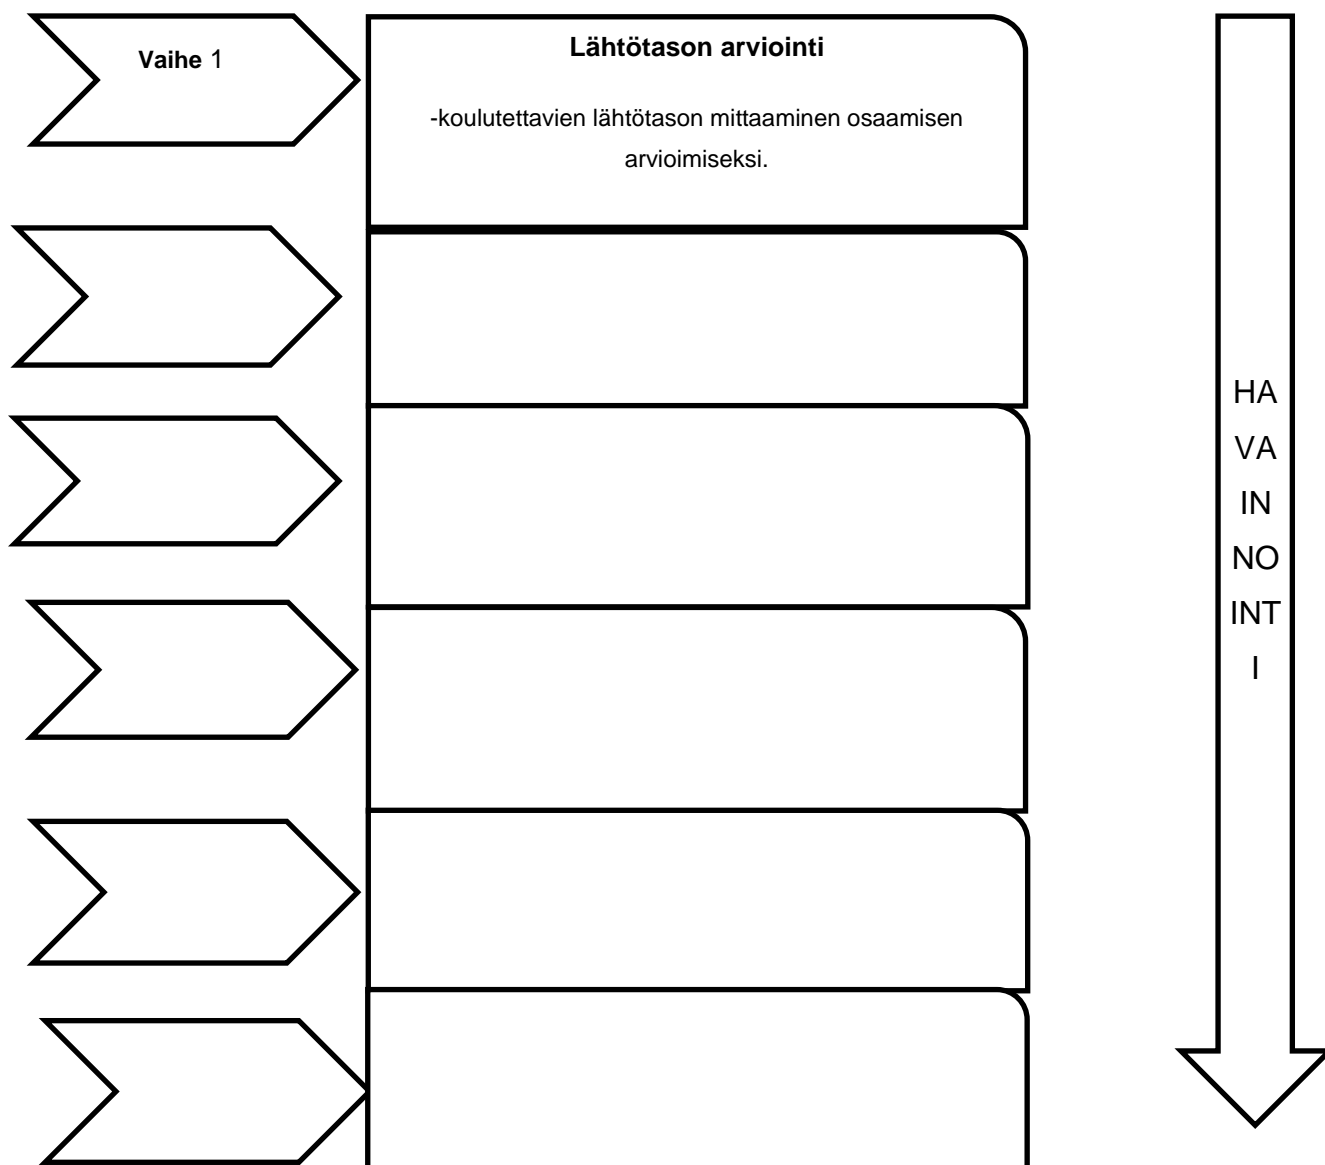 Vaihe 1
Lähtötason arviointi
-koulutettavien lähtötason mittaaminen osaamisen
arvioimiseksi.
HA
VA
IN
NO
INT
I